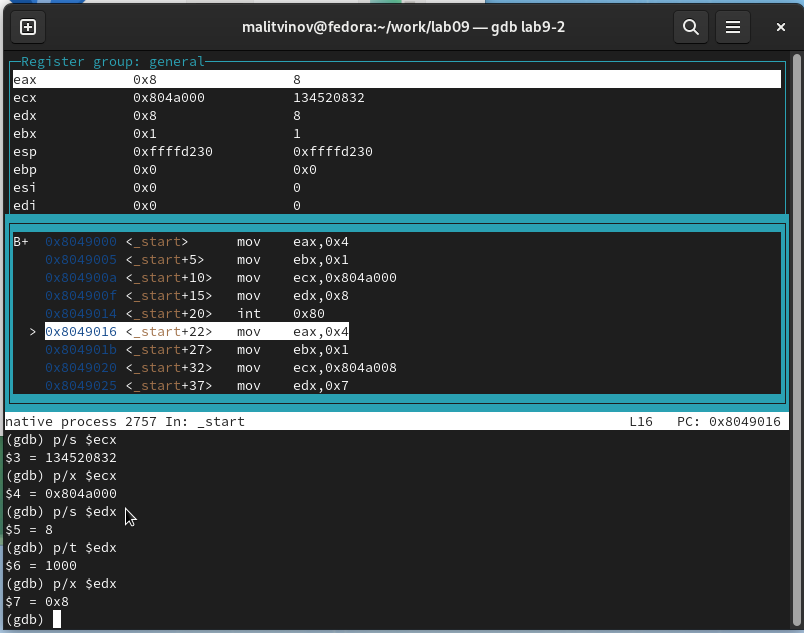 malitvinov@fedora:~/work/lab09 — gdb lab9-2
Register group: general
eax 0x8 8
ecx 0x804a000 134520832
edx 0x8 8
ebx 0x1 1
esp 0xffffd230 0xffffd230
ebp 0x0 0x0
esi 0x0 0
edi 0x0 0
B+ 0x8049000 <_start> mov eax,0x4
0x8049005 <_start+5> mov ebx,0x1
0x804900a <_start+10> mov ecx,0x804a000
0x804900f <_start+15> mov edx,0x8
0x8049014 <_start+20> int 0x80
> 0x8049016 <_start+22> mov eax,0x4
0x804901b <_start+27> mov ebx,0x1
0x8049020 <_start+32> mov ecx,0x804a008
0x8049025 <_start+37> mov edx,0x7
native process 2757 In: _start L16 PC: 0x8049016
(gdb) p/s $ecx
$3 = 134520832
(gdb) p/x $ecx
$4 = 0x804a000
(gdb) p/s $edx
$5 = 8
(gdb) p/t $edx
$6 = 1000
(gdb) p/x $edx
$7 = 0x8
(gdb)